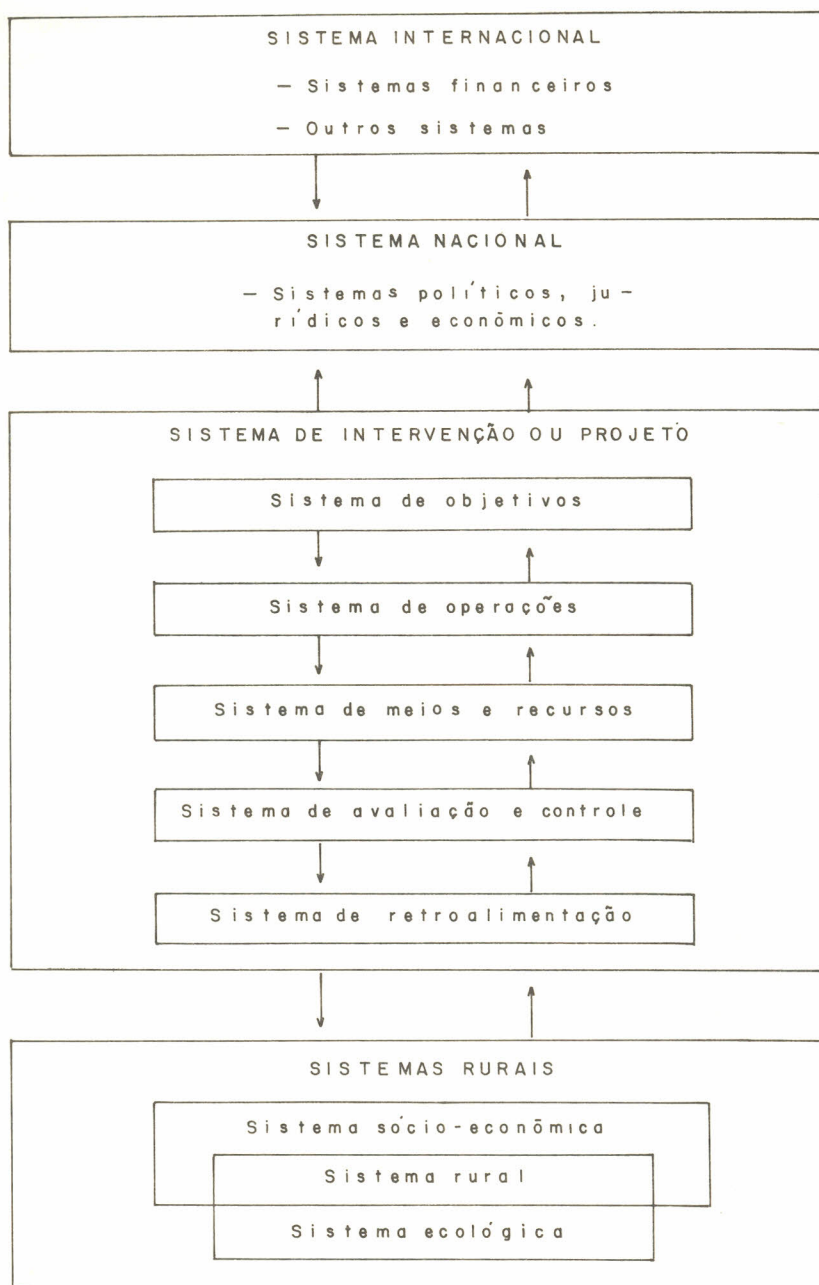 SISTEMA INTERNACIONAL
— Sistemas financeiros
— Outros sistemas
SISTEMA NACIONAL
— Sistemas políticos, ju-
rídicos e econômicos.
SISTEMA DE INTERVENÇÃO OU PROJETO
Sistema de objetivos
Sistema de operações
Sistema de meios e recursos
Sistema de avaliação e controle
Sistema de retroalimentação
SISTEMAS RURAIS
Sistema sócio-econômica
Sistema rural
Sistema ecológica